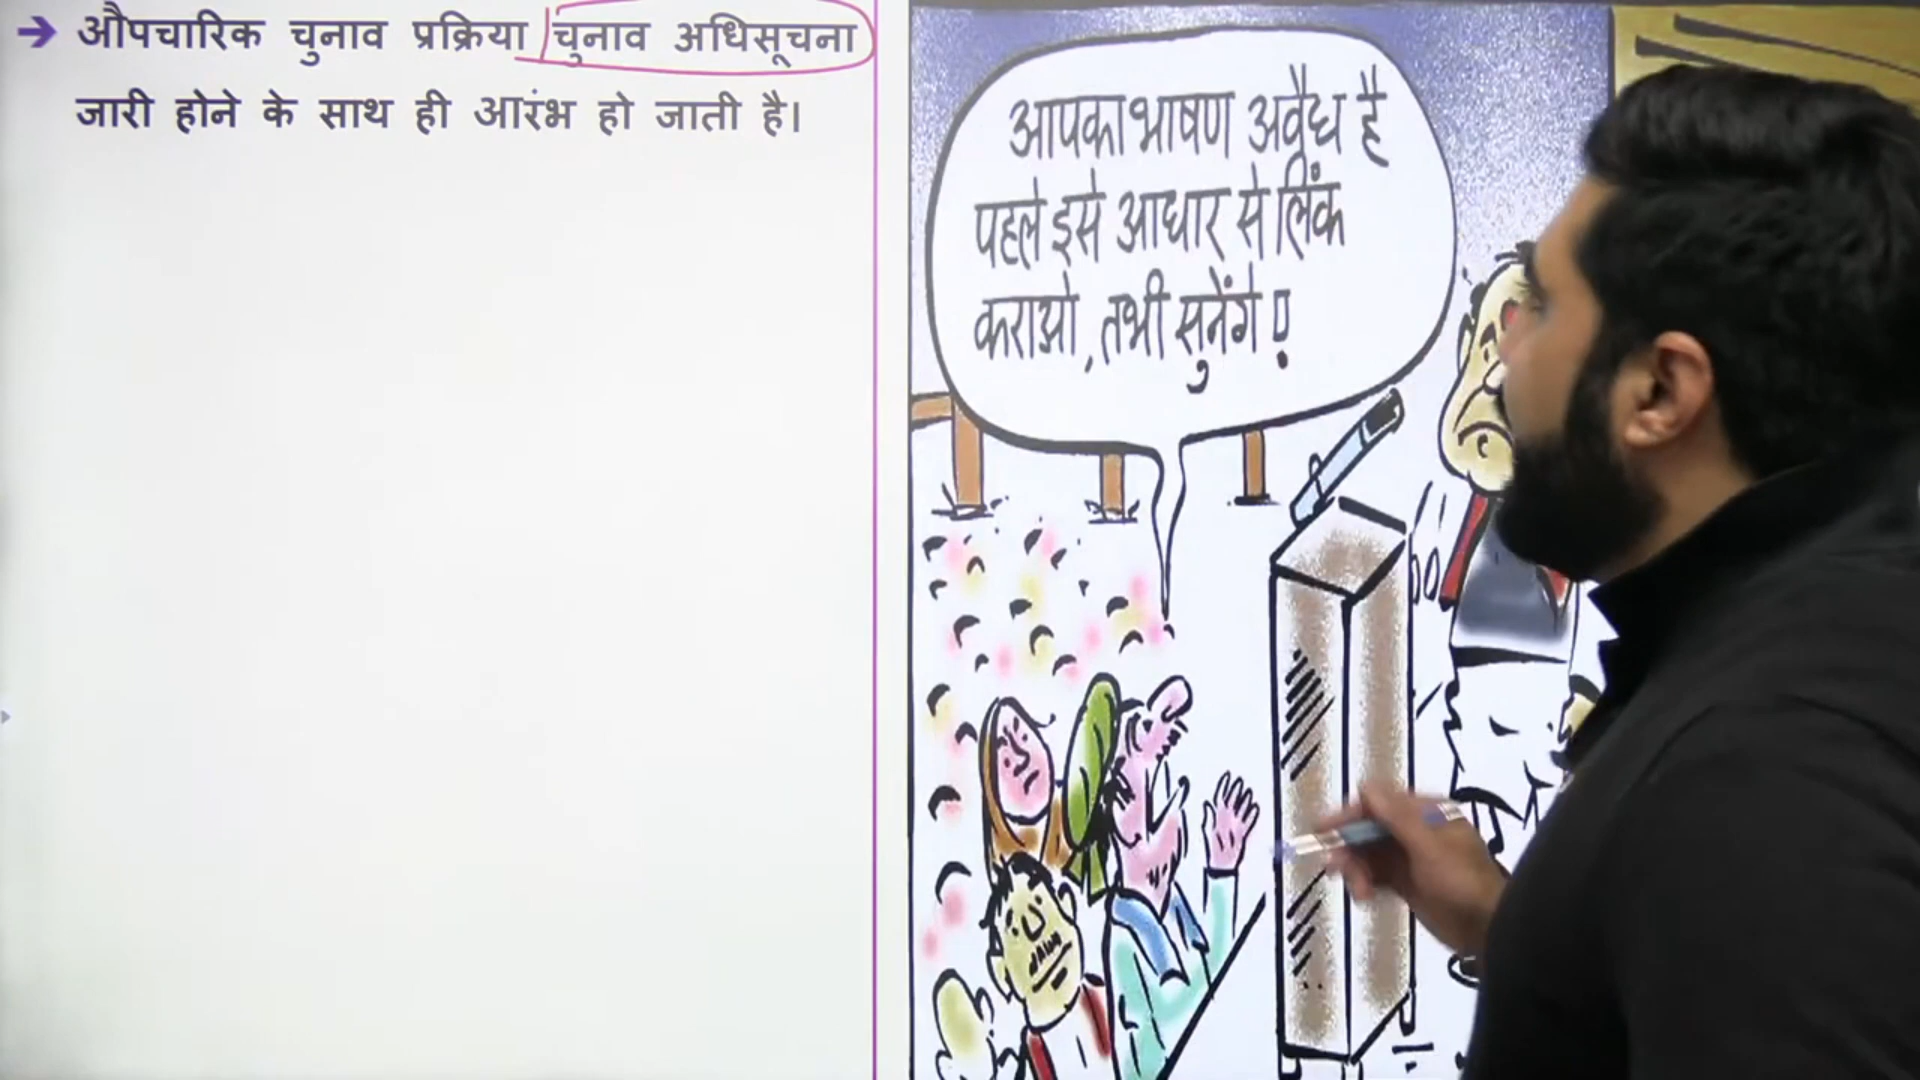 औपचारिक चुनाव प्रक्रिया चुनाव अधिसूचना
जारी होने के साथ ही आरंभ हो जाती है।
आपका भाषण अवैध है
पहले इसे आधार से लिंक
कराओ, तभी सुनेंगे!